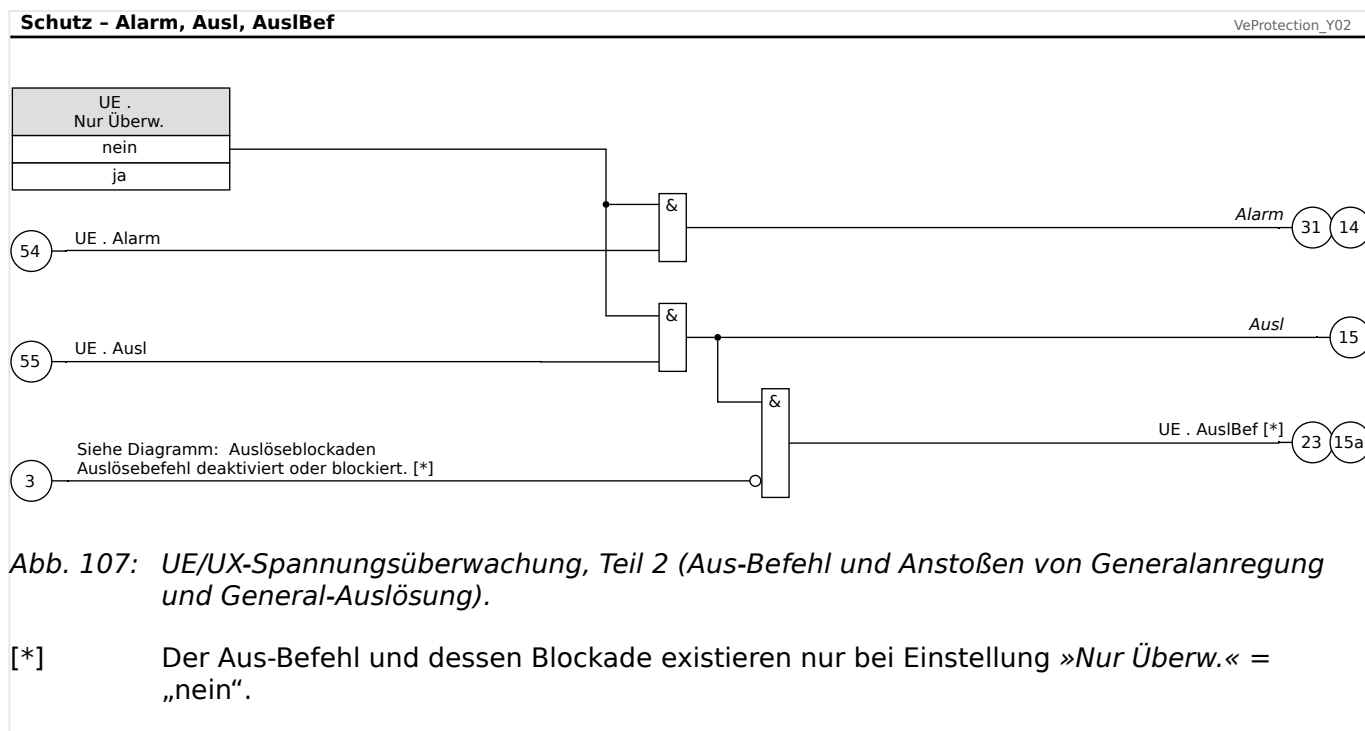 Schutz – Alarm, Ausl, AuslBef
VeProtection_Y02
UE .
Nur Überw.
nein
ja
&
Alarm
31
14
54
UE . Alarm
&
Ausl
15
55
UE . Ausl
&
UE . AuslBef [*]
23
15a
Siehe Diagramm: Auslöseblockaden
Auslösebefehl deaktiviert oder blockiert. [*]
3
Abb. 107: UE/UX-Spannungsüberwachung, Teil 2 (Aus-Befehl und Anstoßen von Generalanregung
und General-Auslösung).
[*] Der Aus-Befehl und dessen Blockade existieren nur bei Einstellung »Nur Überw.« =
„nein“.